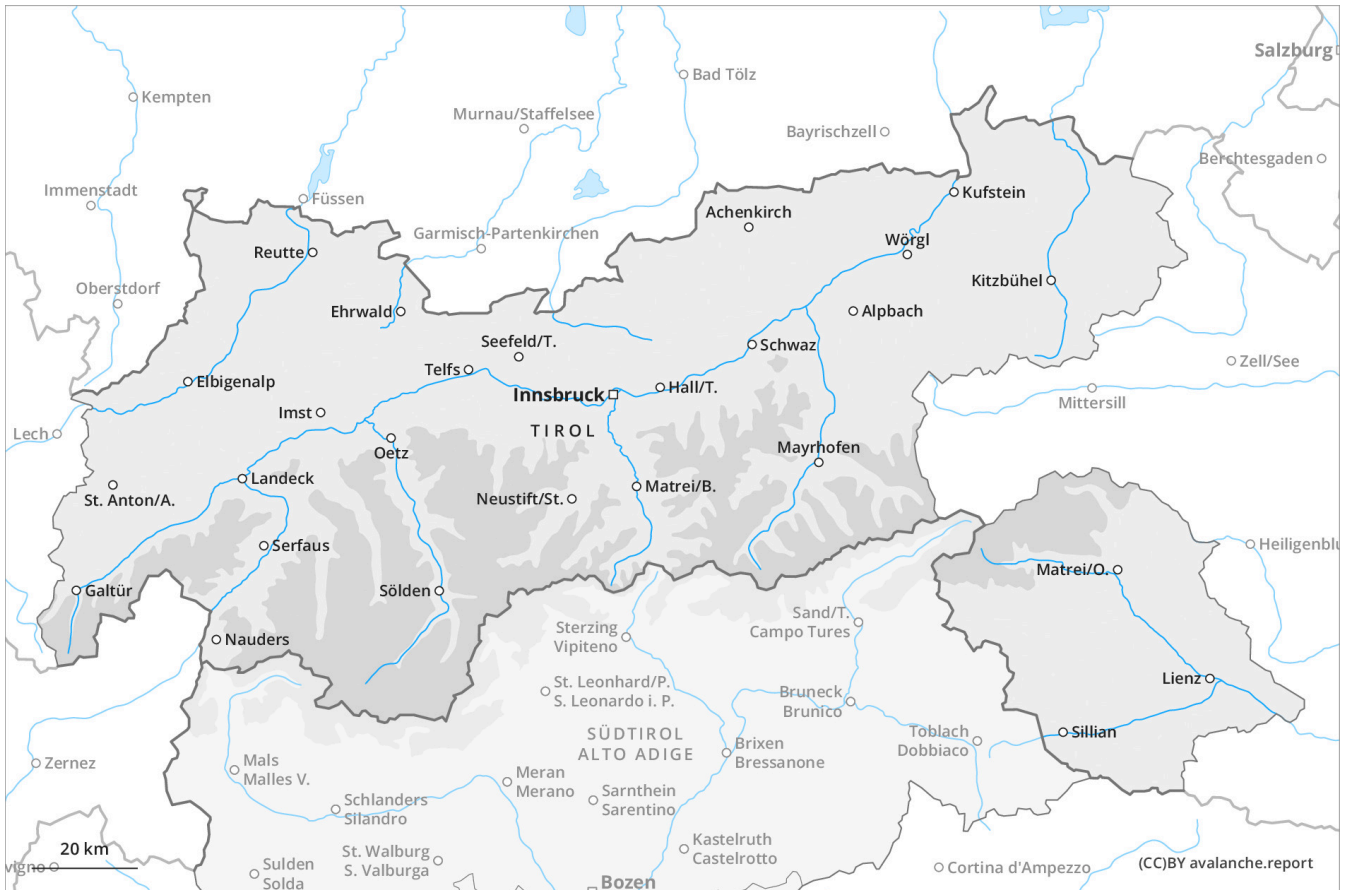 Salzburg
Bad Tölz
Kempten
Murnau/Staffelsee
Bayrischzell
Berchtesgaden
Immenstadt
Füssen
Kufstein
Achenkirch
Garmisch-Partenkirchen
Wörgl
Reutte
Kitzbühel
Oberstdorf
Ehrwald
Alpbach
Seefeld/T.
Schwaz
Zell/See
Telfs
Elbigenalp
Hall/T.
Innsbruck
Mittersill
Imst
TIROL
Lech
Oetz
Mayrhofen
Landeck
Matrei/B.
St. Anton/A.
Neustift/St.
Serfaus
Heiligenblu
Matrei/O.
Galtür
Sölden
Sand/T.
Campo Tures
Sterzing
Vipiteno
Nauders
Lienz
St. Leonhard/P.
S. Leonardo i. P.
Bruneck
Brunico
SÜDTIROL
ALTO ADIGE
Toblach
Dobbiaco
Sillian
Brixen
Bressanone
Zernez
Mals
Malles V.
Meran
Merano
Sarnthein
Sarentino
Schlanders
Silandro
Kastelruth
Castelrotto
20 km
St. Walburg
S. Valburga
vigno
Sulden
Solda
Cortina d'Ampezzo
(CC)BY avalanche.report
Bozen